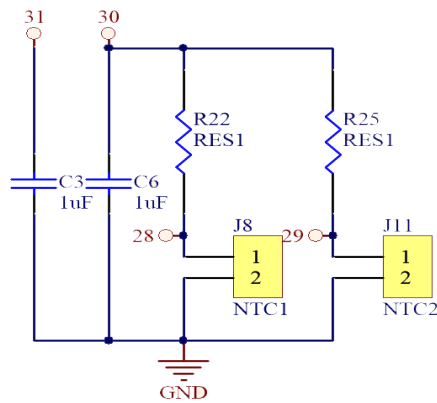 31 30
R22 R25
RES1 RES1
C3 C6
1uF 1uF
J8 J11
28 29
1 1
2 2
NTC1 NTC2
GND